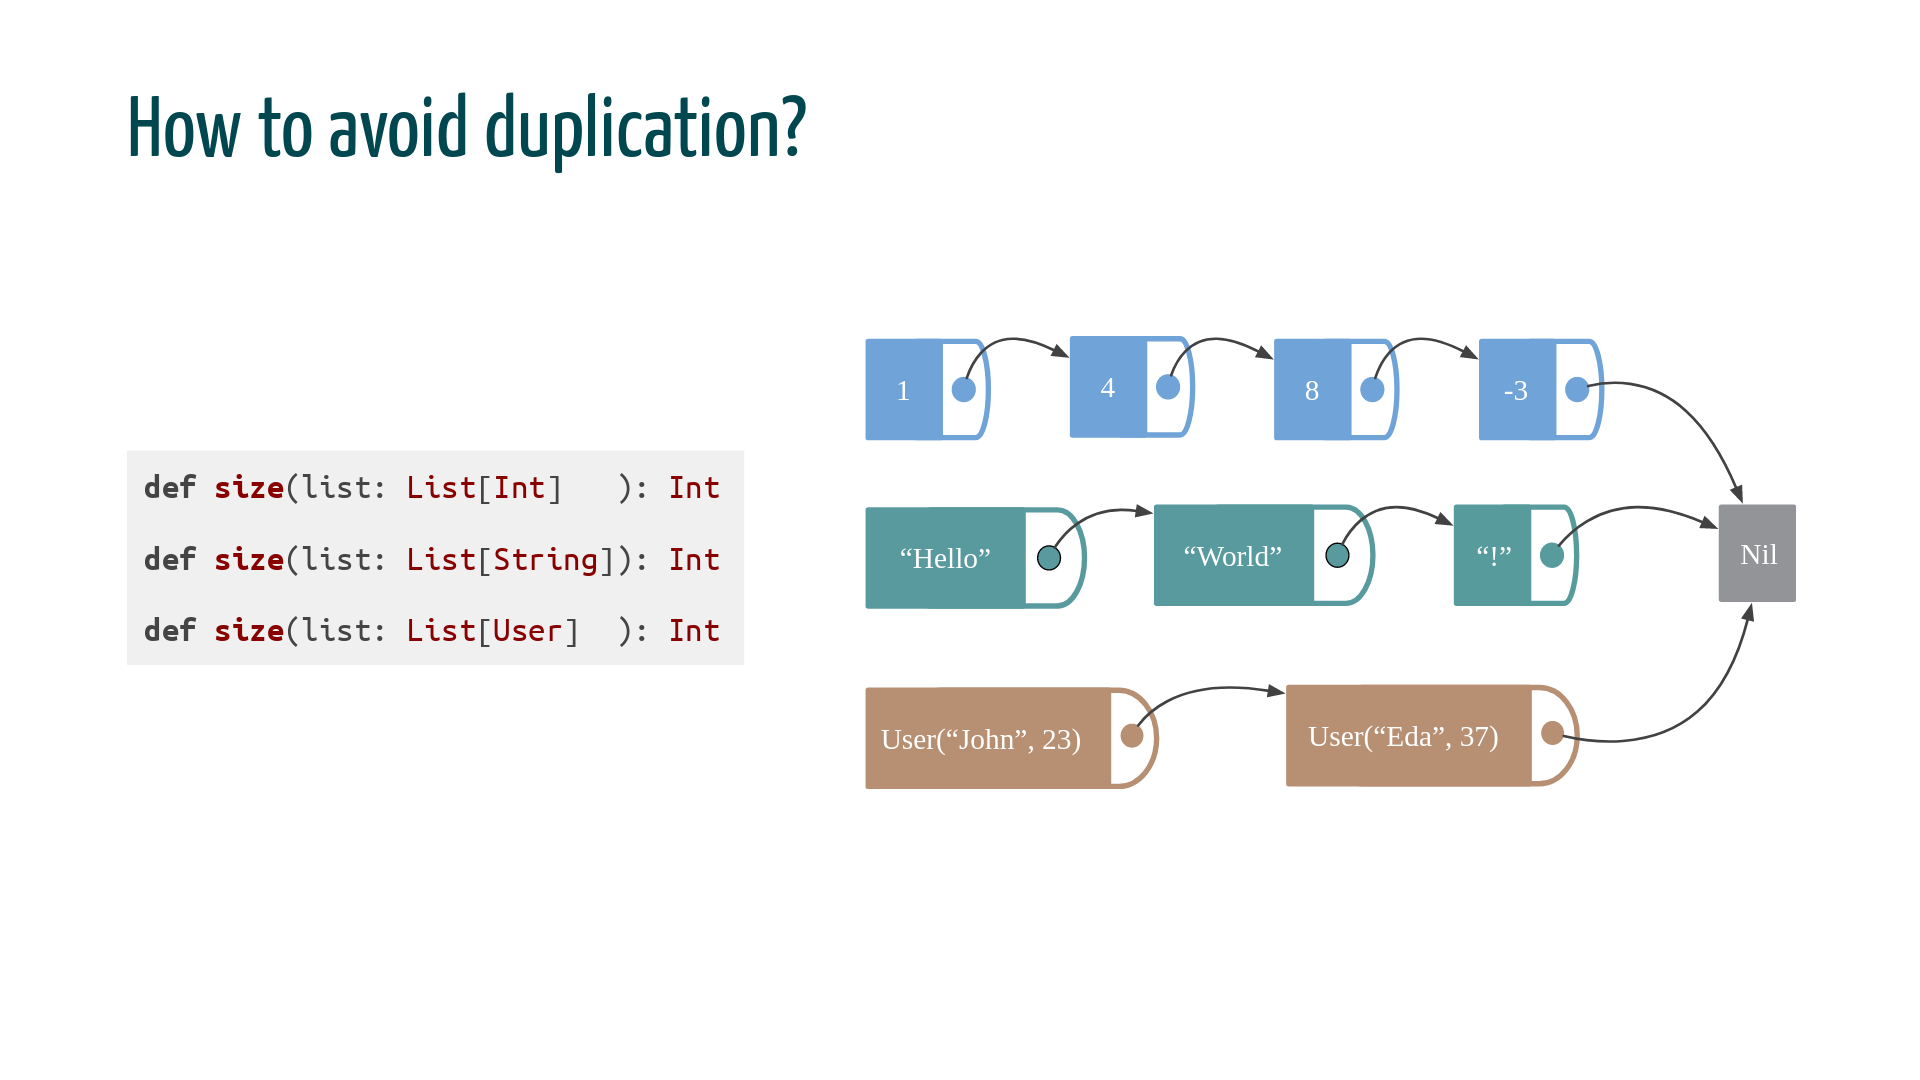 How to avoid duplication?
def size(list: List[Int]   ): Int
def size(list: List[String]): Int
def size(list: List[User]  ): Int
1 4 8 -3
“Hello” “World” “!” Nil
User(“John”, 23) User(“Eda”, 37)